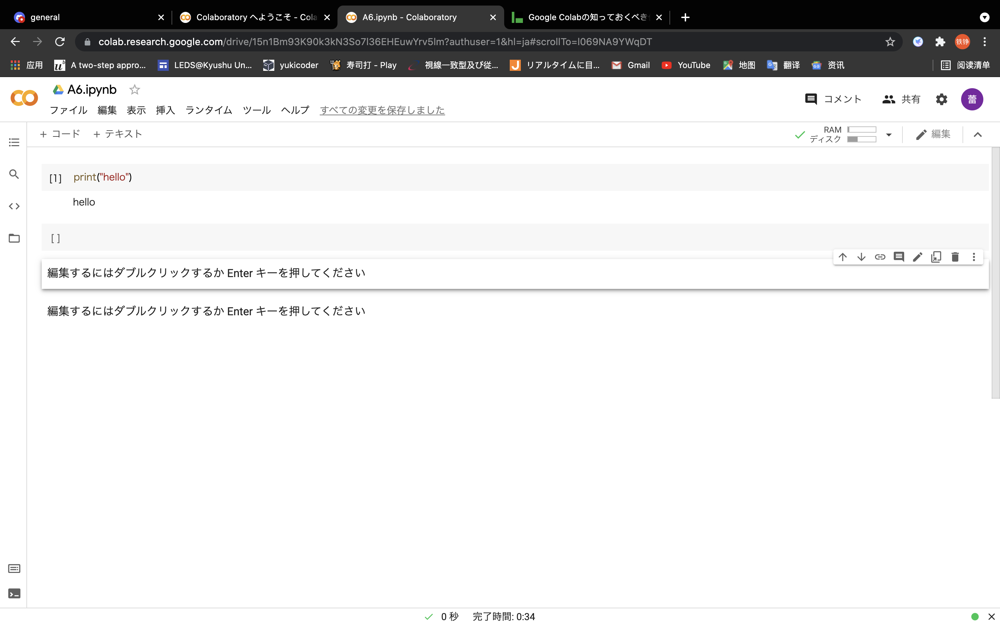 general
Colaboratory へようこそ - Cola
A6.ipynb - Colaboratory
Google Colabの知っておくべき
colab.research.google.com/drive/15n1Bm93K90k3kN3So7l36EHEuwYrv5lm?authuser=1&hl=ja#scrollTo=l069NA9YWqDT
铁铮
应用
A two-step appro...
LEDS@Kyushu Un...
yukicoder
寿司打 - Play
視線一致型及び従...
リアルタイムに目...
Gmail
YouTube
地图
翻译
资讯
阅读清单
A6.ipynb
ファイル 編集 表示 挿入 ランタイム ツール ヘルプ すべての変更を保存しました
コメント
共有
蕾
+ コード + テキスト
RAM
ディスク
編集
[1] print("hello")
hello
[ ]
編集するにはダブルクリックするか Enter キーを押してください
編集するにはダブルクリックするか Enter キーを押してください
0 秒 完了時間: 0:34